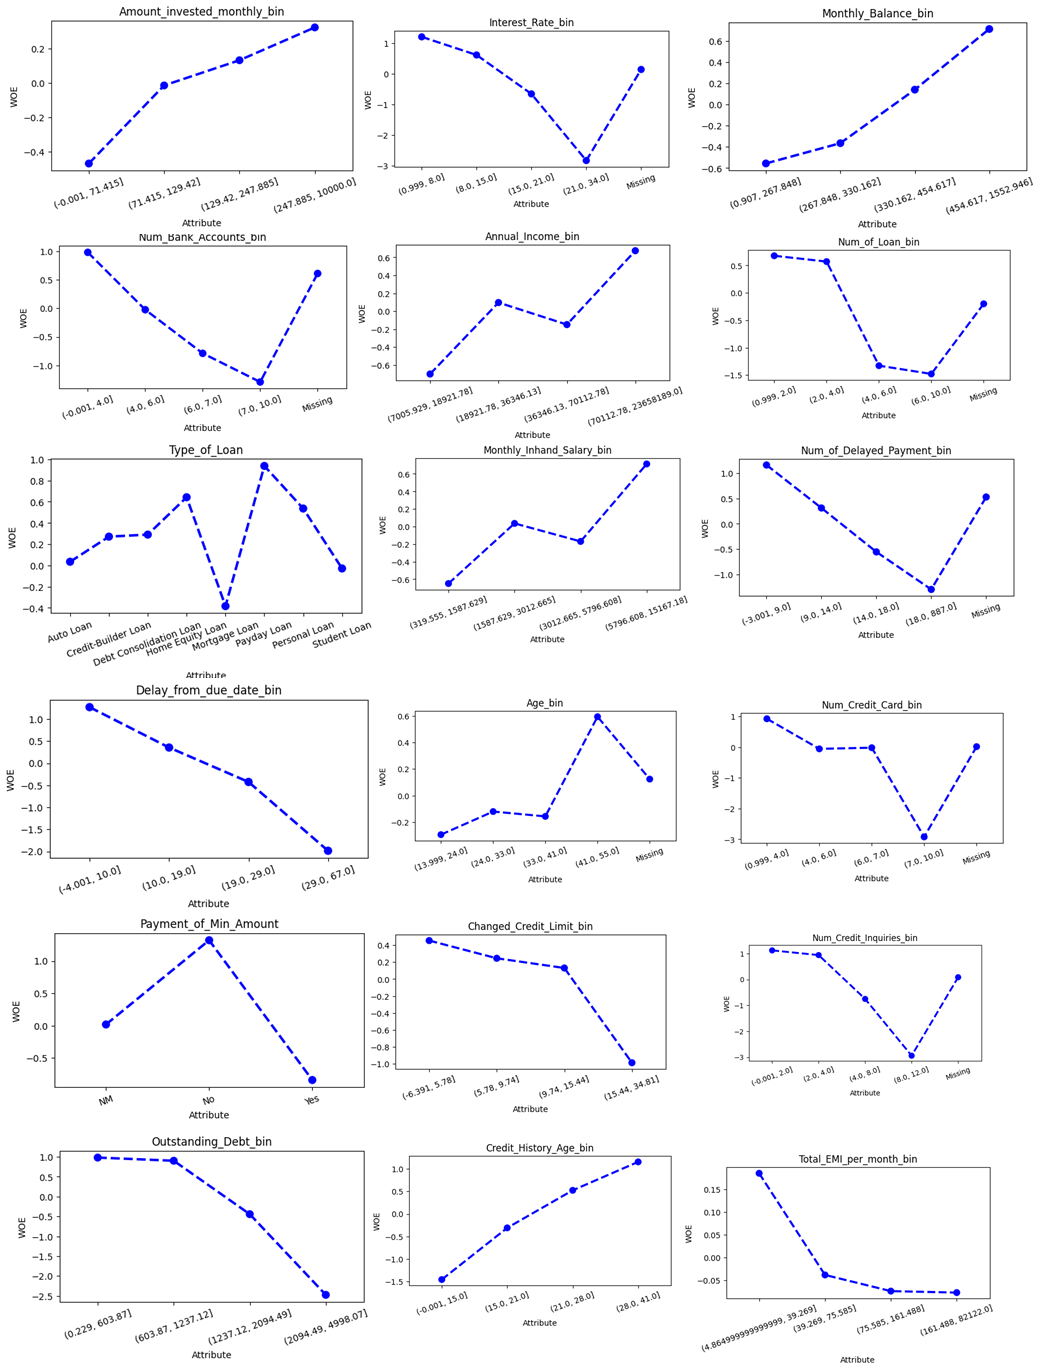 Amount_invested_monthly_bin
WOE
0.2
0.0
−0.2
−0.4
(-0.001, 71.415]
(71.415, 129.42]
(129.42, 247.885]
(247.885, 10000.0]
Attribute
Interest_Rate_bin
WOE
1
0
−1
−2
−3
(0.999, 8.0]
(8.0, 15.0]
(15.0, 21.0]
(21.0, 34.0]
Missing
Attribute
Monthly_Balance_bin
WOE
0.6
0.4
0.2
0.0
−0.2
−0.4
−0.6
(0.907, 267.848]
(267.848, 330.162]
(330.162, 454.617]
(454.617, 1552.946]
Attribute
Num_Bank_Accounts_bin
WOE
1.0
0.5
0.0
−0.5
−1.0
(-0.001, 4.0]
(4.0, 6.0]
(6.0, 7.0]
(7.0, 10.0]
Missing
Attribute
Annual_Income_bin
WOE
0.6
0.4
0.2
0.0
−0.2
−0.4
−0.6
(7005.929, 18921.78]
(18921.78, 36346.13]
(36346.13, 70112.78]
(70112.78, 23658189.0]
Attribute
Num_of_Loan_bin
WOE
0.5
0.0
−0.5
−1.0
−1.5
(0.999, 2.0]
(2.0, 4.0]
(4.0, 6.0]
(6.0, 10.0]
Missing
Attribute
Type_of_Loan
WOE
1.0
0.8
0.6
0.4
0.2
0.0
−0.2
−0.4
Auto Loan
Credit-Builder Loan
Debt Consolidation Loan
Home Equity Loan
Mortgage Loan
Payday Loan
Personal Loan
Student Loan
Attribute
Monthly_Inhand_Salary_bin
WOE
0.6
0.4
0.2
0.0
−0.2
−0.4
−0.6
(319.555, 1587.629]
(1587.629, 3012.665]
(3012.665, 5796.608]
(5796.608, 15167.18]
Attribute
Num_of_Delayed_Payment_bin
WOE
1.0
0.5
0.0
−0.5
−1.0
(-3.001, 9.0]
(9.0, 14.0]
(14.0, 18.0]
(18.0, 887.0]
Missing
Attribute
Delay_from_due_date_bin
WOE
1.0
0.5
0.0
−0.5
−1.0
−1.5
−2.0
(-4.001, 10.0]
(10.0, 19.0]
(19.0, 29.0]
(29.0, 67.0]
Attribute
Age_bin
WOE
0.6
0.4
0.2
0.0
−0.2
(13.999, 24.0]
(24.0, 33.0]
(33.0, 41.0]
(41.0, 55.0]
Missing
Attribute
Num_Credit_Card_bin
WOE
1
0
−1
−2
−3
(0.999, 4.0]
(4.0, 6.0]
(6.0, 7.0]
(7.0, 10.0]
Missing
Attribute
Payment_of_Min_Amount
WOE
1.0
0.5
0.0
−0.5
NM
No
Yes
Attribute
Changed_Credit_Limit_bin
WOE
0.4
0.2
0.0
−0.2
−0.4
−0.6
−0.8
−1.0
(-6.391, 5.78]
(5.78, 9.74]
(9.74, 15.44]
(15.44, 34.81]
Attribute
Num_Credit_Inquiries_bin
WOE
1
0
−1
−2
−3
(-0.001, 2.0]
(2.0, 4.0]
(4.0, 8.0]
(8.0, 12.0]
Missing
Attribute
Outstanding_Debt_bin
WOE
1.0
0.5
0.0
−0.5
−1.0
−1.5
−2.0
−2.5
(0.229, 603.87]
(603.87, 1237.12]
(1237.12, 2094.49]
(2094.49, 4998.07]
Attribute
Credit_History_Age_bin
WOE
1.0
0.5
0.0
−0.5
−1.0
−1.5
(-0.001, 15.0]
(15.0, 21.0]
(21.0, 28.0]
(28.0, 41.0]
Attribute
Total_EMI_per_month_bin
WOE
0.15
0.10
0.05
0.00
−0.05
(4.864999999999999, 39.269]
(39.269, 75.585]
(75.585, 161.488]
(161.488, 82122.0]
Attribute